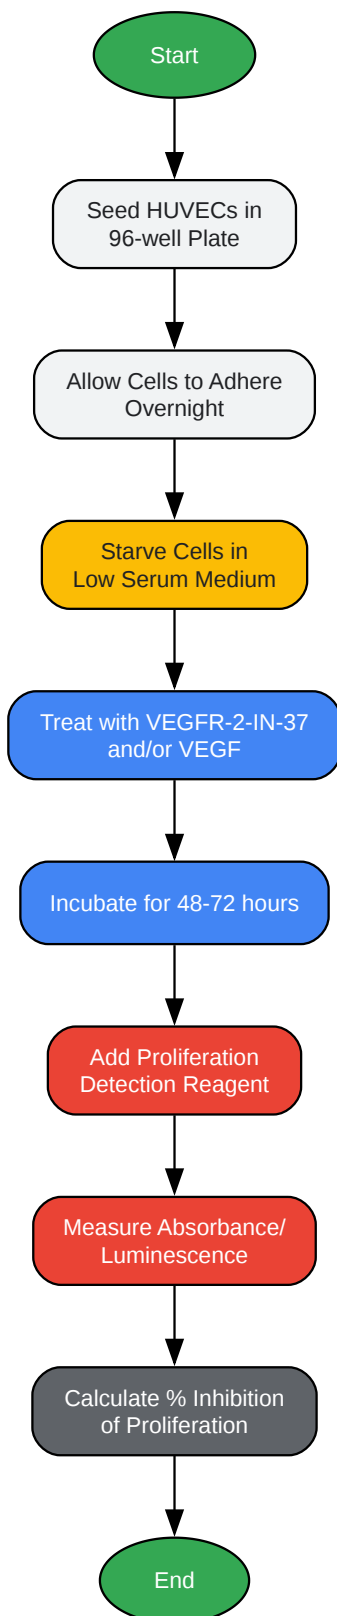 Start
Seed HUVECs in
96-well Plate
Allow Cells to Adhere
Overnight
Starve Cells in
Low Serum Medium
Treat with VEGFR-2-IN-37
and/or VEGF
Incubate for 48-72 hours
Add Proliferation
Detection Reagent
Measure Absorbance/
Luminescence
Calculate % Inhibition
of Proliferation
End